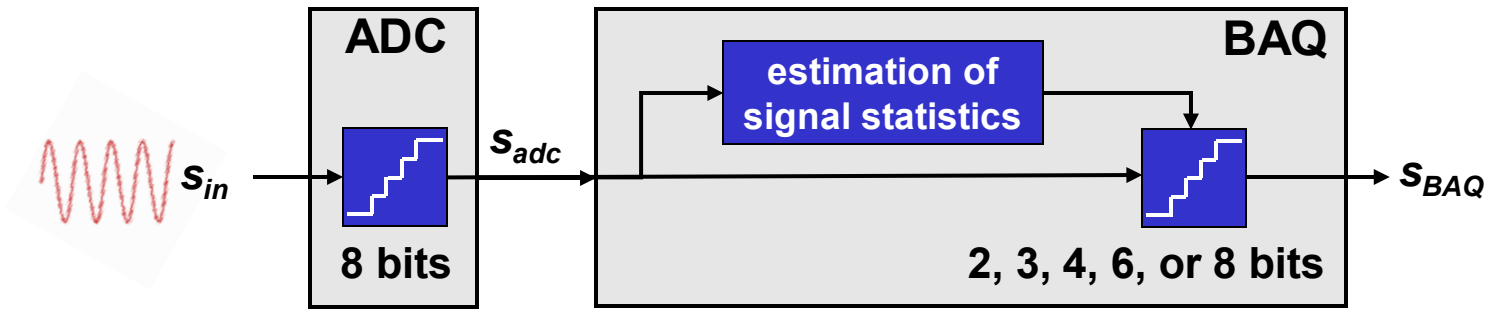 ADC
BAQ
estimation of
signal statistics
s_in
s_adc
s_BAQ
8 bits
2, 3, 4, 6, or 8 bits